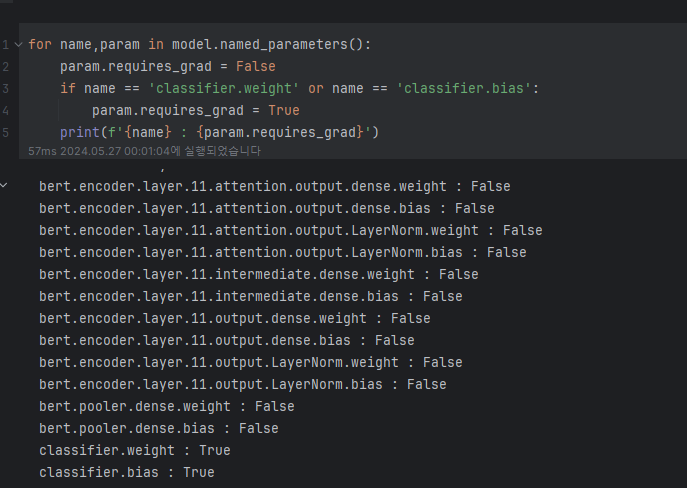 1 for name,param in model.named_parameters():
2 param.requires_grad = False
3 if name == 'classifier.weight' or name == 'classifier.bias':
4 param.requires_grad = True
5 print(f'{name} : {param.requires_grad}')
57ms 2024.05.27 00:01:04에 실행되었습니다
bert.encoder.layer.11.attention.output.dense.weight : False
bert.encoder.layer.11.attention.output.dense.bias : False
bert.encoder.layer.11.attention.output.LayerNorm.weight : False
bert.encoder.layer.11.attention.output.LayerNorm.bias : False
bert.encoder.layer.11.intermediate.dense.weight : False
bert.encoder.layer.11.intermediate.dense.bias : False
bert.encoder.layer.11.output.dense.weight : False
bert.encoder.layer.11.output.dense.bias : False
bert.encoder.layer.11.output.LayerNorm.weight : False
bert.encoder.layer.11.output.LayerNorm.bias : False
bert.pooler.dense.weight : False
bert.pooler.dense.bias : False
classifier.weight : True
classifier.bias : True